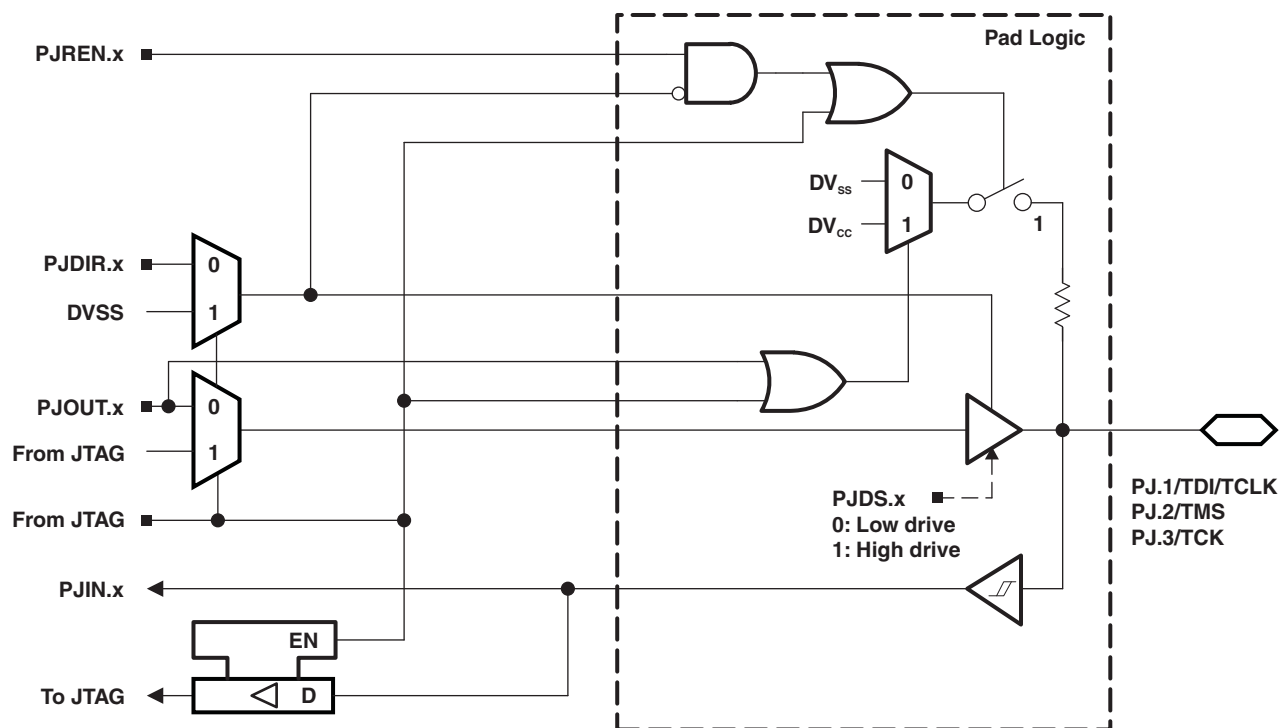 Pad Logic
PJREN.x
DVss
0
DVcc
1
1
PJDIR.x
0
DVSS
1
PJOUT.x
0
From JTAG
1
From JTAG
PJDS.x
0: Low drive
1: High drive
PJ.1/TDI/TCLK
PJ.2/TMS
PJ.3/TCK
PJIN.x
EN
To JTAG
D